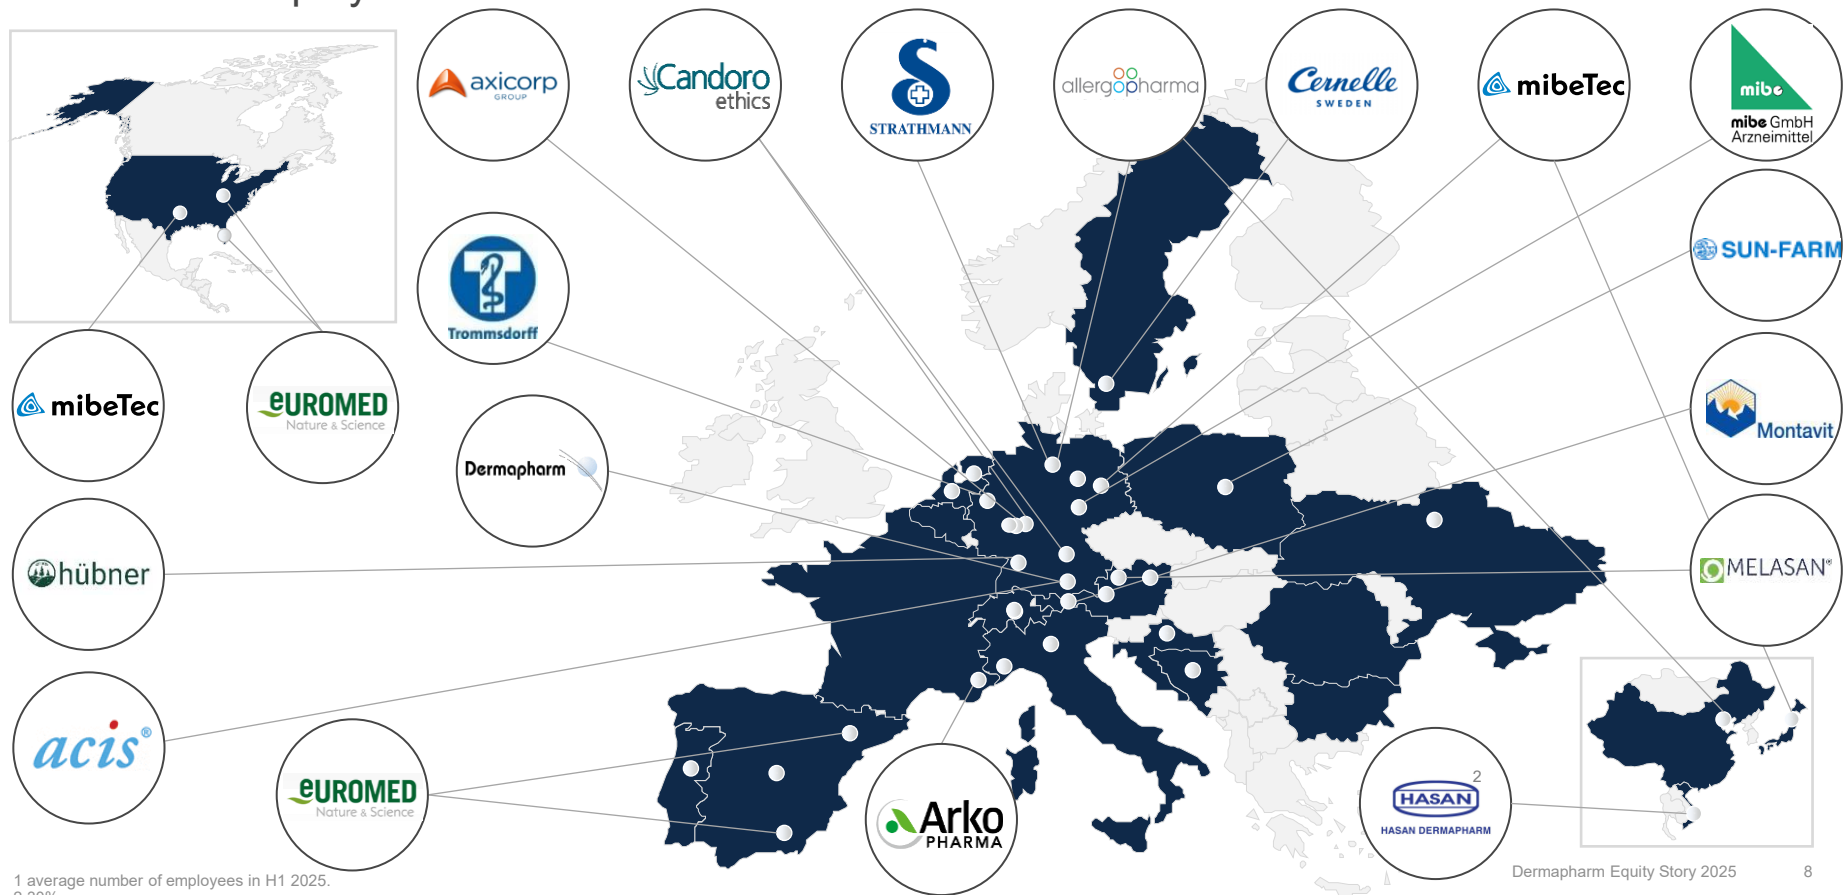 axicorp
GROUP
Candoro
ethics
STRATHMANN
allergopharma
Cernelle
SWEDEN
mibeTec
mibe
mibe GmbH
Arzneimittel
Trommsdorff
SUN-FARM
mibeTec
euromed
Nature & Science
Dermapharm
Montavit
hübner
MELASAN®
acis®
euromed
Nature & Science
Arko
PHARMA
2
HASAN
HASAN DERMAPHARM
1 average number of employees in H1 2025.
Dermapharm Equity Story 2025
8